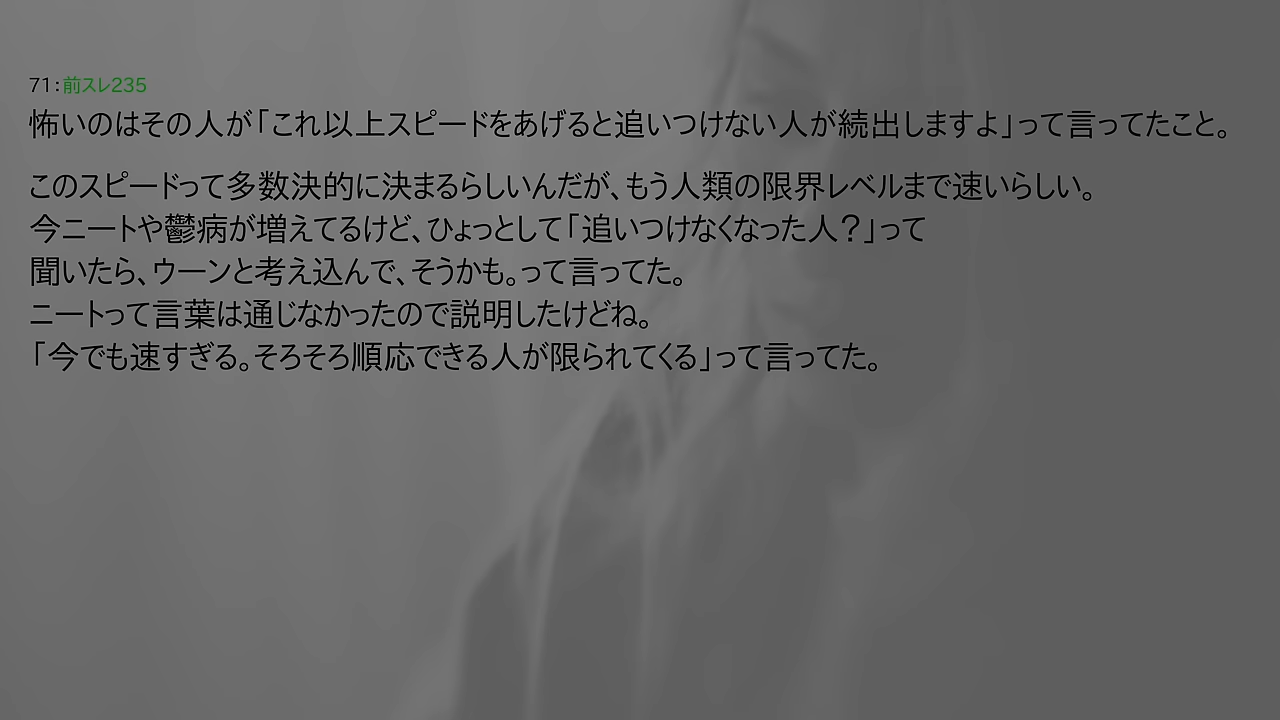 71：前スレ235
怖いのはその人が「これ以上スピードをあげると追いつけない人が続出しますよ」って言ってたこと。
このスピードって多数決的に決まるらしいんだが、もう人類の限界レベルまで速いらしい。
今ニートや鬱病が増えてるけど、ひょっとして「追いつけなくなった人？」って
聞いたら、ウーンと考え込んで、そうかも。って言ってた。
ニートって言葉は通じなかったので説明したけどね。
「今でも速すぎる。そろそろ順応できる人が限られてくる」って言ってた。